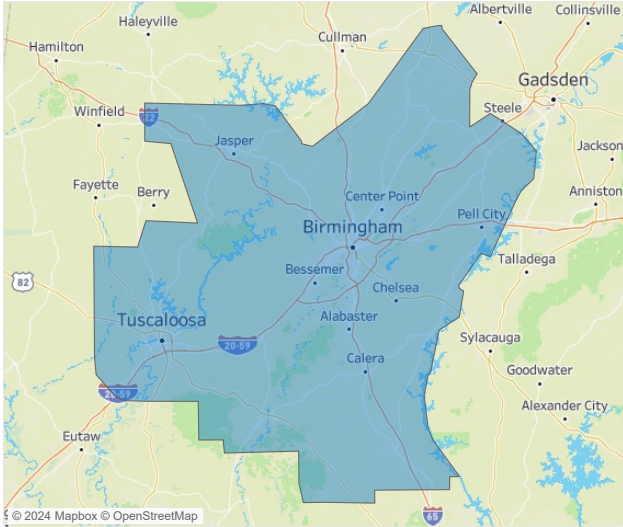 Albertville
Collinsville
Haleyville
Cullman
Hamilton
Gadsden
Steele
Winfield
22
Jasper
Jackson
Fayette
Berry
Center Point
Anniston
Pell City
Birmingham
Talladega
Bessemer
82
Chelsea
Tuscaloosa
Alabaster
20-59
Sylacauga
Calera
Goodwater
20-59
Alexander City
Eutaw
65
© 2024 Mapbox © OpenStreetMap